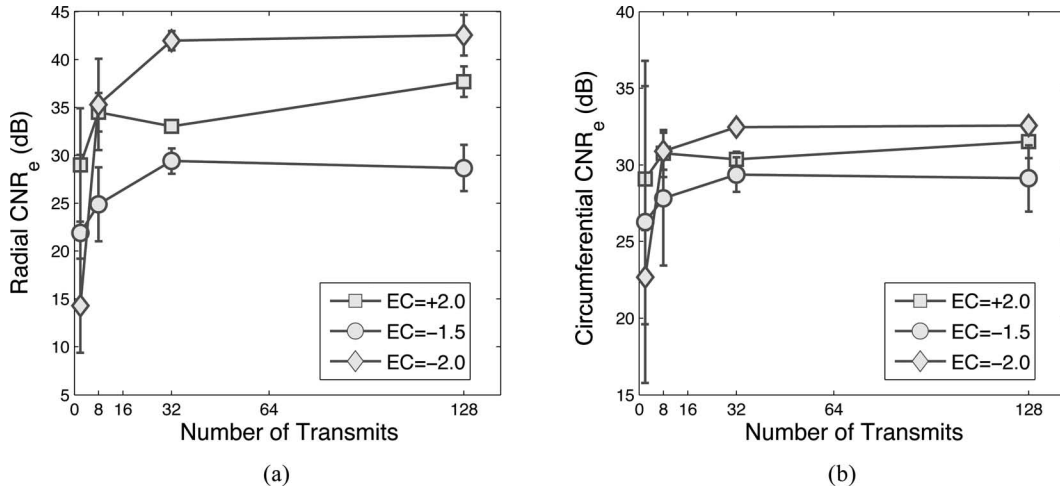 45
40
35
30
25
20
15
10
5
Radial CNRe (dB)
EC=+2.0
EC=−1.5
EC=−2.0
0 8 16 32 64 128
Number of Transmits
(a)
40
35
30
25
20
15
Circumferential CNRe (dB)
EC=+2.0
EC=−1.5
EC=−2.0
0 8 16 32 64 128
Number of Transmits
(b)